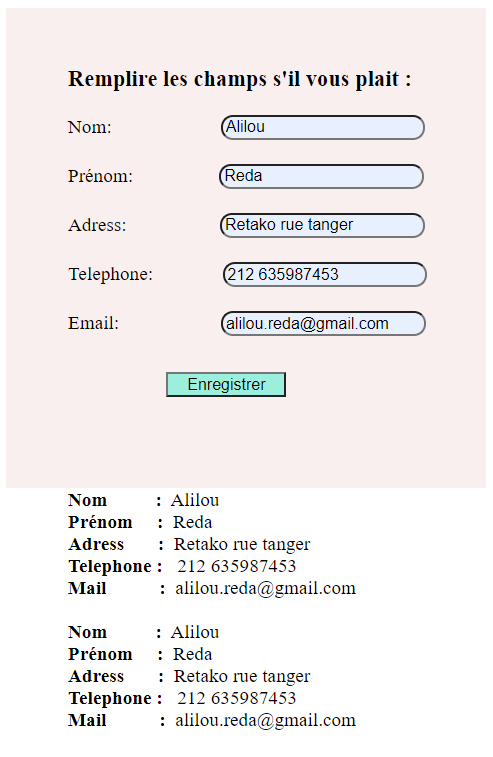 Remplire les champs s'il vous plait :
Nom: Alilou
Prénom: Reda
Adress: Retako rue tanger
Telephone: 212 635987453
Email: alilou.reda@gmail.com
Enregistrer
Nom : Alilou
Prénom : Reda
Adress : Retako rue tanger
Telephone : 212 635987453
Mail : alilou.reda@gmail.com
Nom : Alilou
Prénom : Reda
Adress : Retako rue tanger
Telephone : 212 635987453
Mail : alilou.reda@gmail.com